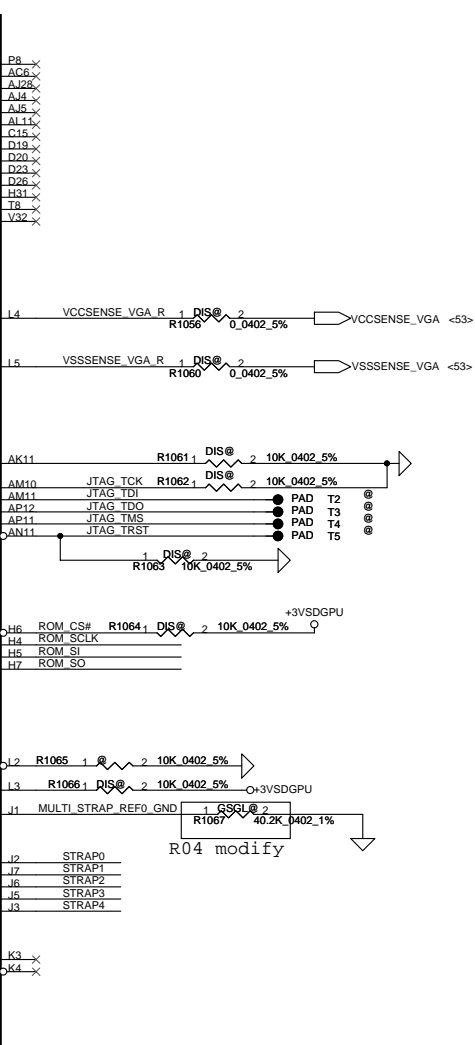 P8
AC6
AJ28
AJ4
AJ5
AL11
C15
D19
D20
D23
D26
H31
T8
V32
L4 VCCSENSE_VGA_R 1 DIS@ 2 VCCSENSE_VGA <53>
R1056 0_0402_5%
L5 VSSSENSE_VGA_R 1 DIS@ 2 VSSSENSE_VGA <53>
R1060 0_0402_5%
DIS@
AK11 R1061 1 2 10K_0402_5%
DIS@
AM10 JTAG_TCK R1062 1 2 10K_0402_5%
AM11 JTAG_TDI PAD T2 @
AP12 JTAG_TDO PAD T3 @
AP11 JTAG_TMS PAD T4 @
AN11 JTAG_TRST PAD T5 @
1 DIS@ 2
R1063 10K_0402_5%
+3VSDGPU
H6 ROM_CS# R1064 1 DIS@ 2 10K_0402_5%
H4 ROM_SCLK
H5 ROM_SI
H7 ROM_SO
L2 R1065 1 @ 2 10K_0402_5%
L3 R1066 1 DIS@ 2 10K_0402_5% +3VSDGPU
J1 MULTI_STRAP_REF0_GND 1 GSGL@ 2
R1067 40.2K_0402_1%
R04 modify
J2 STRAP0
J7 STRAP1
J6 STRAP2
J5 STRAP3
J3 STRAP4
K3
K4